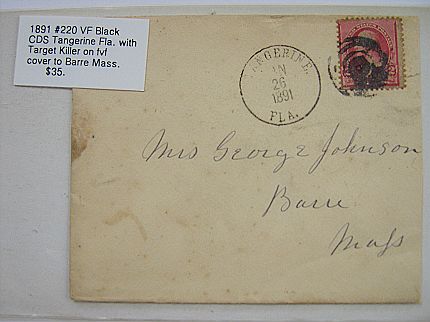 1891 #220 VF Black
CDS Tangerine Fla. with
Target Killer on fvf
cover to Barre Mass.
$35.
TANGERINE
JAN
26
1891
FLA.
Mrs George Johnson
Barre
Mass